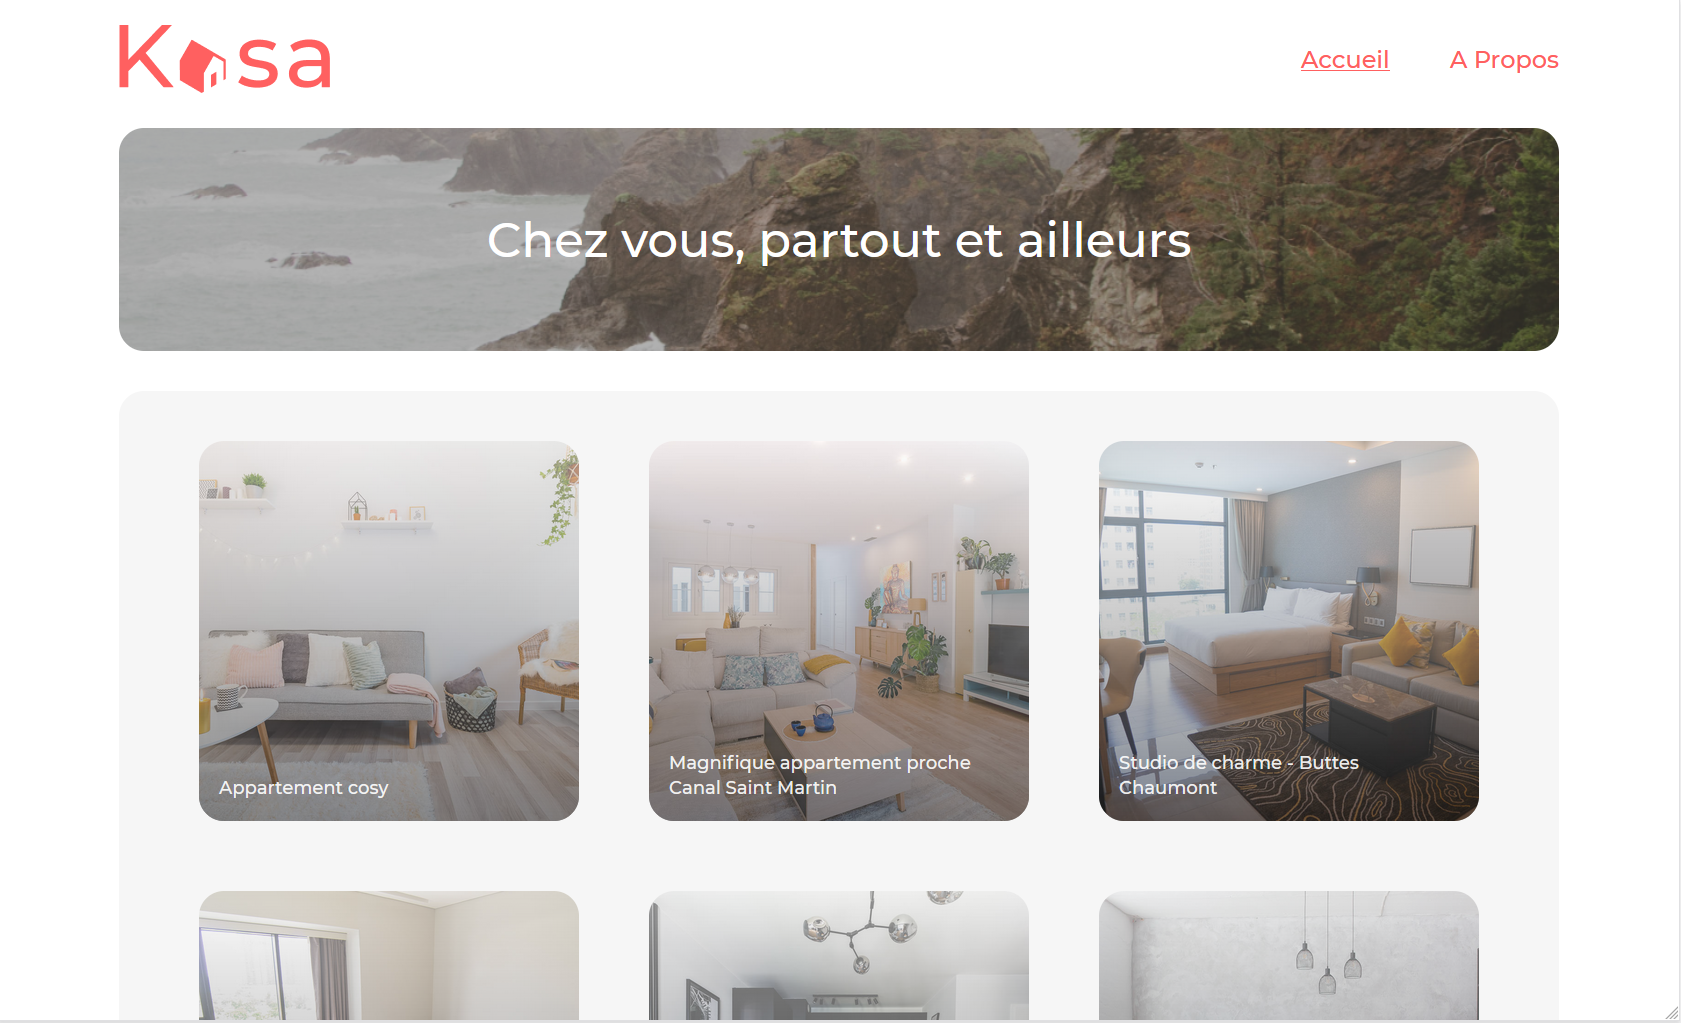 Kasa
Accueil
A Propos
Chez vous, partout et ailleurs
Appartement cosy
Magnifique appartement proche
Canal Saint Martin
Studio de charme - Buttes
Chaumont